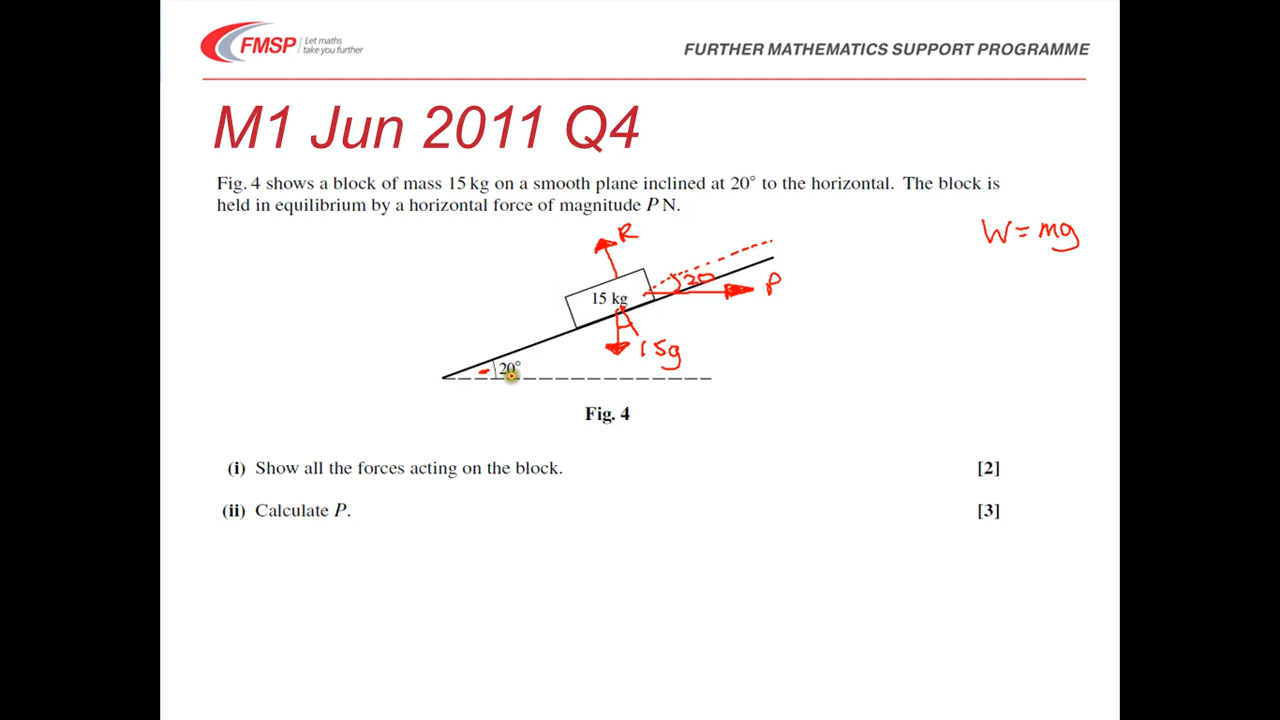 FMSP Let maths take you further
FURTHER MATHEMATICS SUPPORT PROGRAMME
M1 Jun 2011 Q4
Fig. 4 shows a block of mass 15 kg on a smooth plane inclined at 20° to the horizontal. The block is
held in equilibrium by a horizontal force of magnitude P N.
W = mg
R
20
P
15 kg
15g
20°
Fig. 4
(i) Show all the forces acting on the block. [2]
(ii) Calculate P. [3]